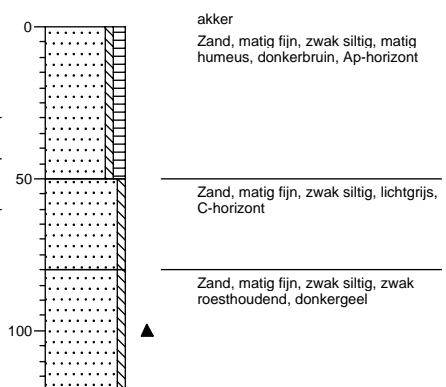 0
akker
Zand, matig fijn, zwak siltig, matig
humeus, donkerbruin, Ap-horizont
50
Zand, matig fijn, zwak siltig, lichtgrijs,
C-horizont
Zand, matig fijn, zwak siltig, zwak
roesthoudend, donkergeel
100